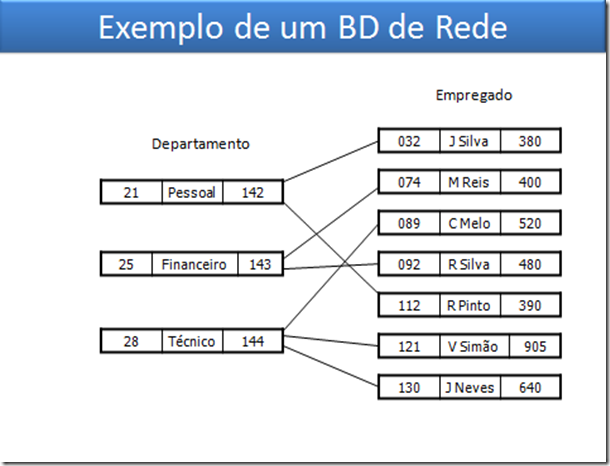 Exemplo de um BD de Rede
Departamento
21 Pessoal 142
25 Financeiro 143
28 Técnico 144
Empregado
032 J Silva 380
074 M Reis 400
089 C Melo 520
092 R Silva 480
112 R Pinto 390
121 V Simão 905
130 J Neves 640